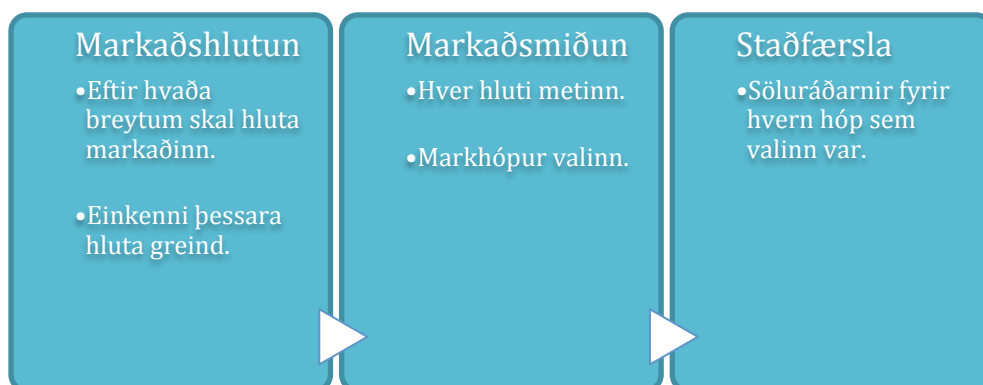 Markaðshlutun
•Eftir hvaða
breytum skal hluta
markaðinn.
•Einkenni þessara
hluta greind.
Markaðsmiðun
•Hver hluti metinn.
•Markhópur valinn.
Staðfærsla
•Söluráðarnir fyrir
hvern hóp sem
valinn var.